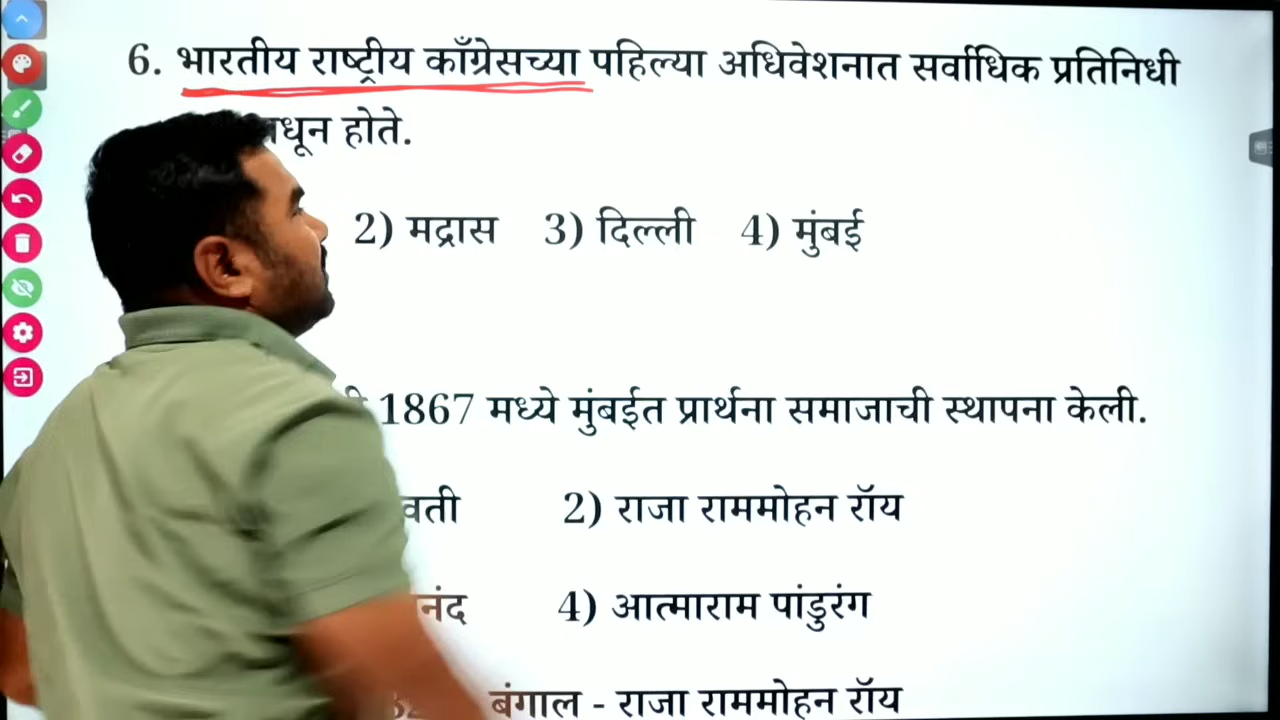 6. भारतीय राष्ट्रीय काँग्रेसच्या पहिल्या अधिवेशनात सर्वाधिक प्रतिनिधी
होते.
2) मद्रास 3) दिल्ली 4) मुंबई
1867 मध्ये मुंबईत प्रार्थना समाजाची स्थापना केली.
2) राजा राममोहन रॉय
4) आत्माराम पांडुरंग
बंगाल - राजा राममोहन रॉय